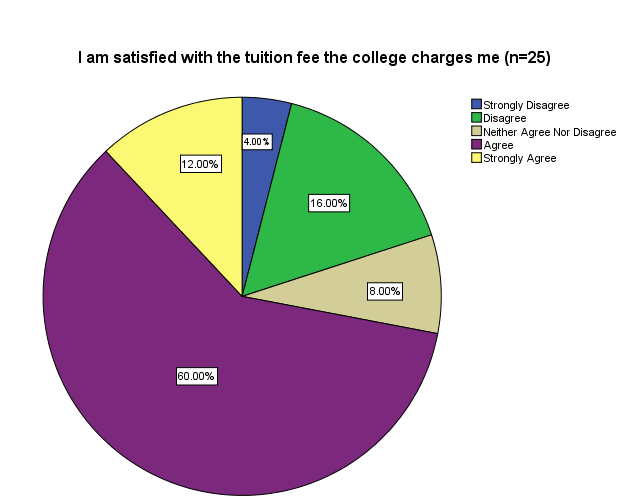 I am satisfied with the tuition fee the college charges me (n=25)
Strongly Disagree
Disagree
Neither Agree Nor Disagree
Agree
Strongly Agree
4.00%
12.00%
16.00%
8.00%
60.00%